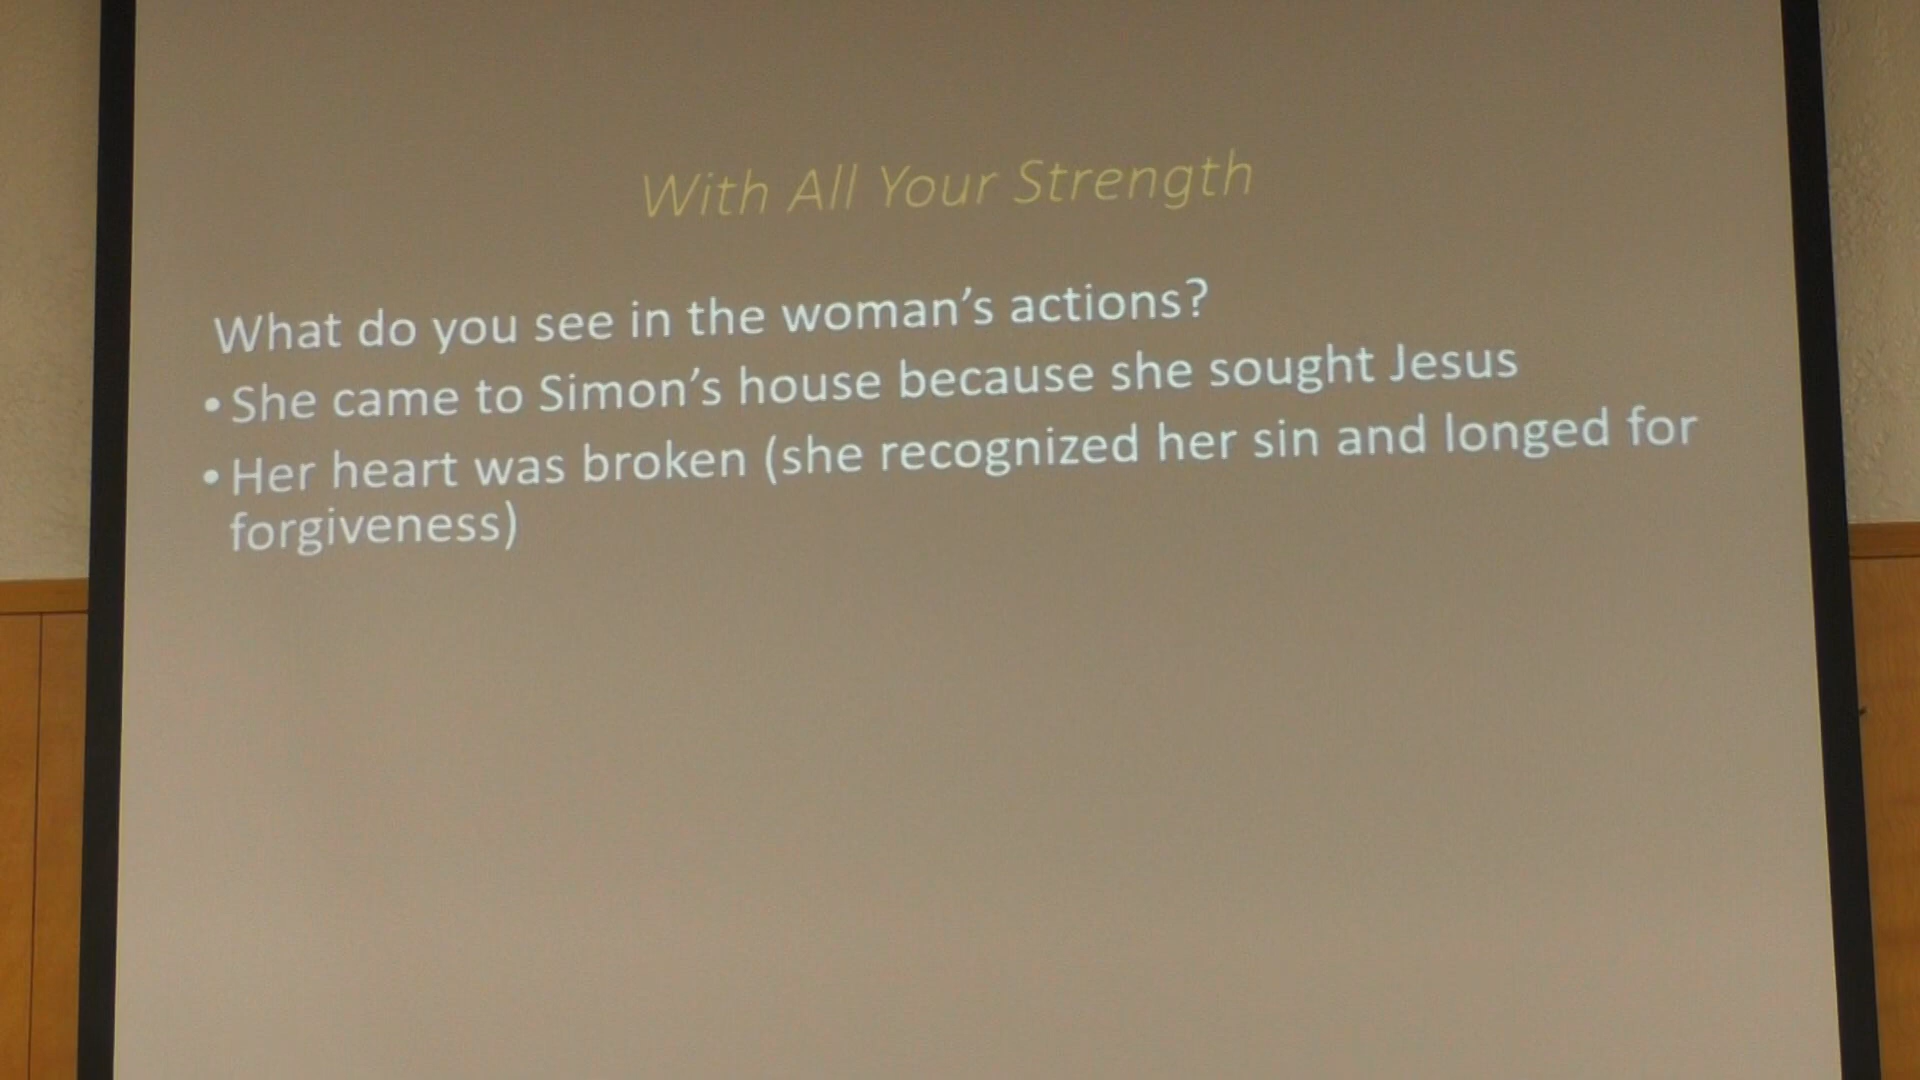 With All Your Strength
What do you see in the woman's actions?
• She came to Simon's house because she sought Jesus
• Her heart was broken (she recognized her sin and longed for
forgiveness)